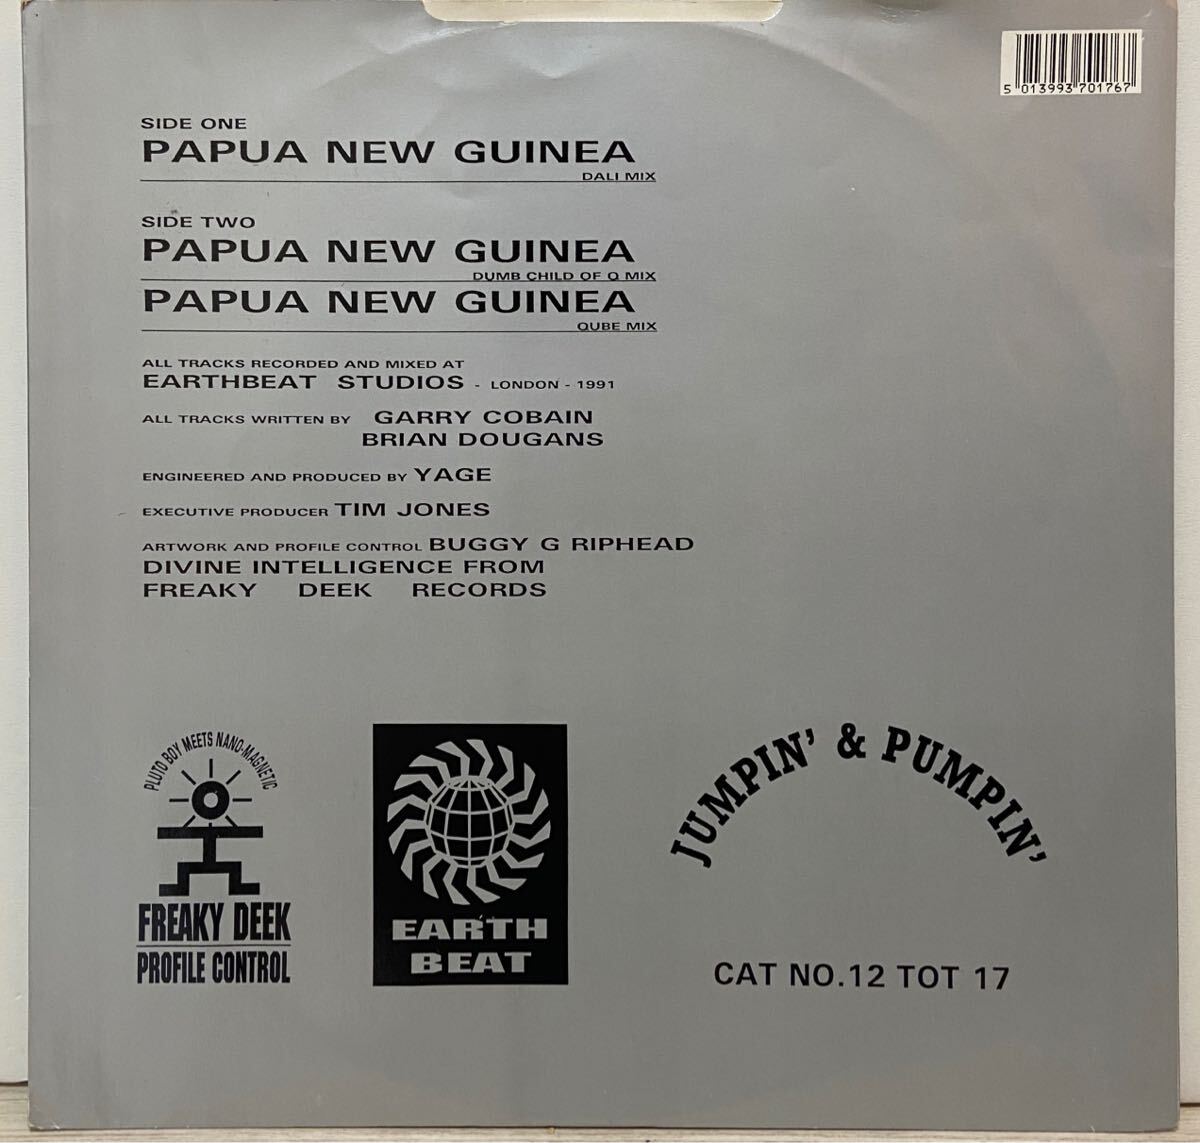 5 013993 701767
SIDE ONE
PAPUA NEW GUINEA
DALI MIX
SIDE TWO
PAPUA NEW GUINEA
DUMB CHILD OF Q MIX
PAPUA NEW GUINEA
QUBE MIX
ALL TRACKS RECORDED AND MIXED AT
EARTHBEAT STUDIOS - LONDON - 1991
ALL TRACKS WRITTEN BY GARRY COBAIN
BRIAN DOUGANS
ENGINEERED AND PRODUCED BY YAGE
EXECUTIVE PRODUCER TIM JONES
ARTWORK AND PROFILE CONTROL BUGGY G RIPHEAD
DIVINE INTELLIGENCE FROM
FREAKY DEEK RECORDS
PLUTO BOY MEETS NANO-MAGNETIC
FREAKY DEEK
PROFILE CONTROL
EARTH
BEAT
JUMPIN' & PUMPIN'
CAT NO.12 TOT 17